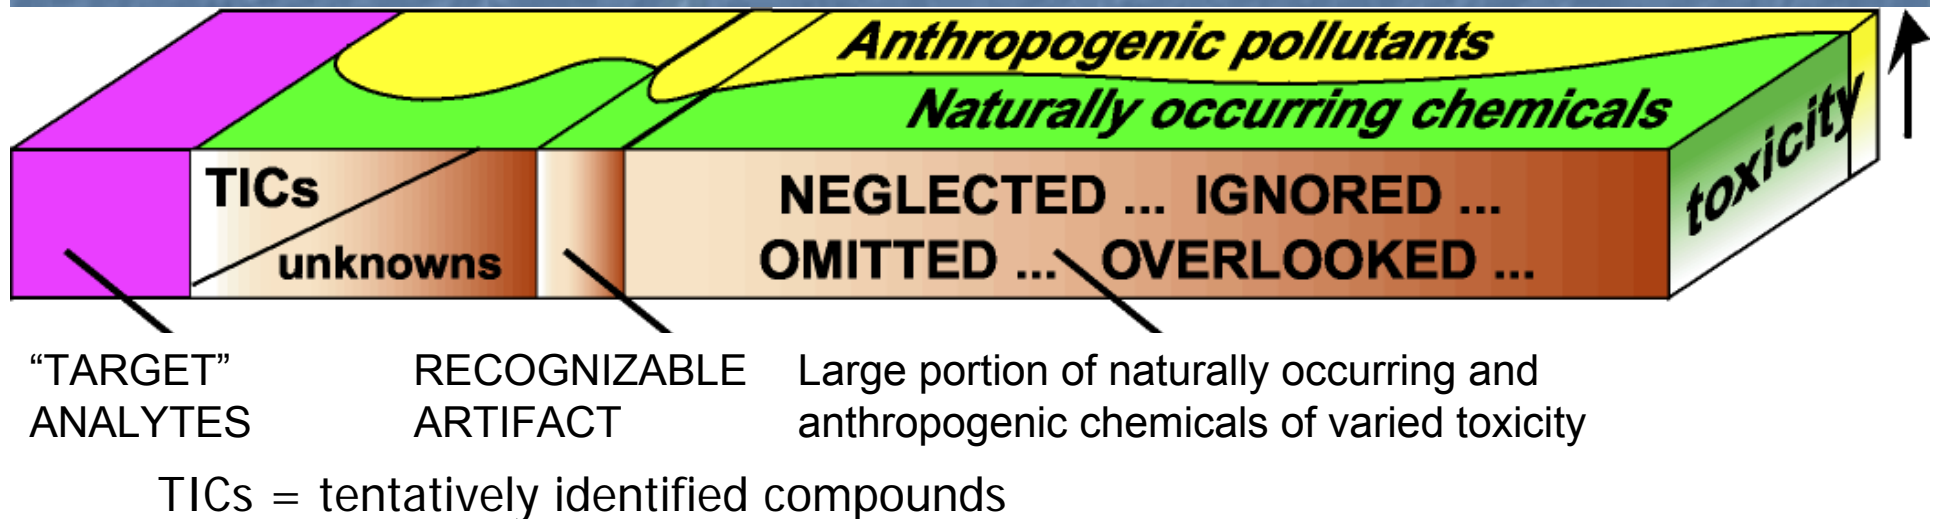 Anthropogenic pollutants
Naturally occurring chemicals
toxicity
TICs
unknowns
NEGLECTED ... IGNORED ...
OMITTED ... OVERLOOKED ...
“TARGET”
ANALYTES
RECOGNIZABLE
ARTIFACT
Large portion of naturally occurring and
anthropogenic chemicals of varied toxicity
TICs = tentatively identified compounds